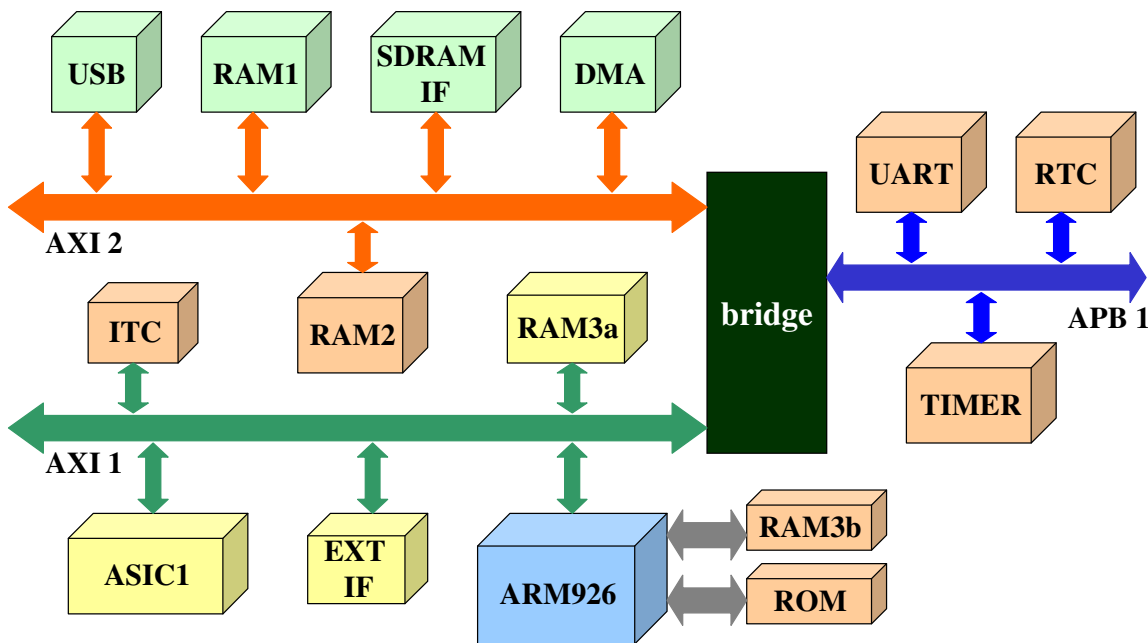 USB
RAM1
SDRAM
IF
DMA
UART
RTC
AXI 2
ITC
RAM2
RAM3a
bridge
APB 1
TIMER
AXI 1
ASIC1
EXT
IF
ARM926
RAM3b
ROM